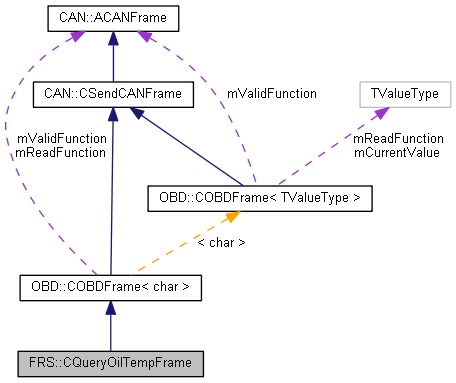 CAN::ACANFrame
CAN::CSendCANFrame
mValidFunction
TValueType
mValidFunction
mReadFunction
mReadFunction
mCurrentValue
OBD::COBDFrame< TValueType >
< char >
OBD::COBDFrame< char >
FRS::CQueryOilTempFrame